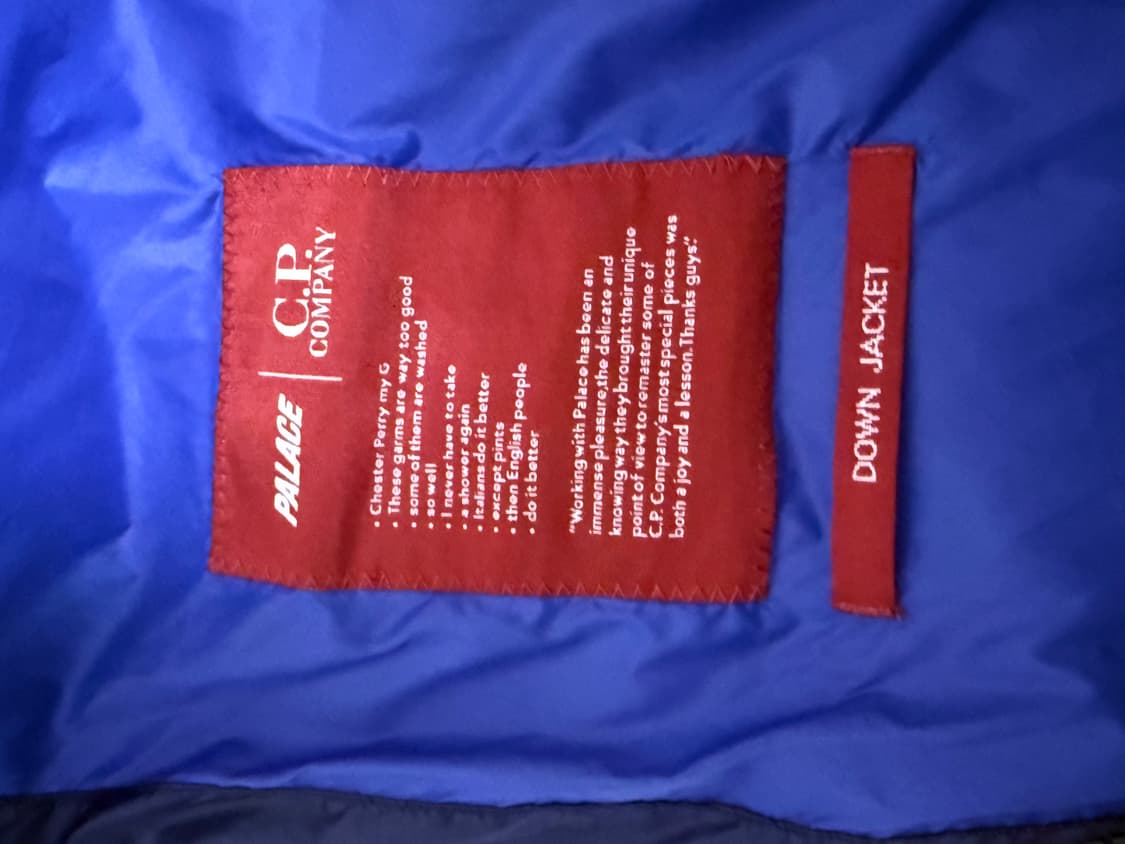 PALACE | C.P. COMPANY
• Chester Perry my G
• These garms are way too good
• some of them are washed
• so well
• I never have to take
• a shower again
• Italians do it better
• except pints
• then English people
• do it better
“Working with Palace has been an
immense pleasure, the delicate and
knowing way they brought their unique
point of view to remaster some of
C.P. Company's most special pieces was
both a joy and a lesson. Thanks guys”.
DOWN JACKET